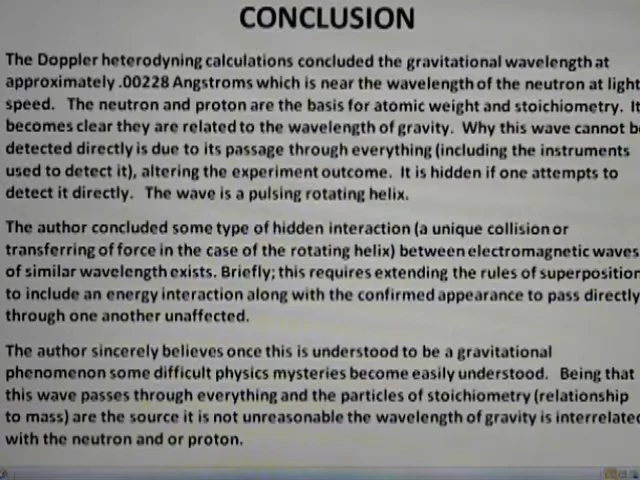 CONCLUSION
The Doppler heterodyning calculations concluded the gravitational wavelength at
approximately .00228 Angstroms which is near the wavelength of the neutron at light
speed. The neutron and proton are the basis for atomic weight and stoichiometry. It
becomes clear they are related to the wavelength of gravity. Why this wave cannot be
detected directly is due to its passage through everything (including the instruments
used to detect it), altering the experiment outcome. It is hidden if one attempts to
detect it directly. The wave is a pulsing rotating helix.
The author concluded some type of hidden interaction (a unique collision or
transferring of force in the case of the rotating helix) between electromagnetic waves
of similar wavelength exists. Briefly; this requires extending the rules of superposition
to include an energy interaction along with the confirmed appearance to pass directly
through one another unaffected.
The author sincerely believes once this is understood to be a gravitational
phenomenon some difficult physics mysteries become easily understood. Being that
this wave passes through everything and the particles of stoichiometry (relationship
to mass) are the source it is not unreasonable the wavelength of gravity is interrelated
with the neutron and or proton.